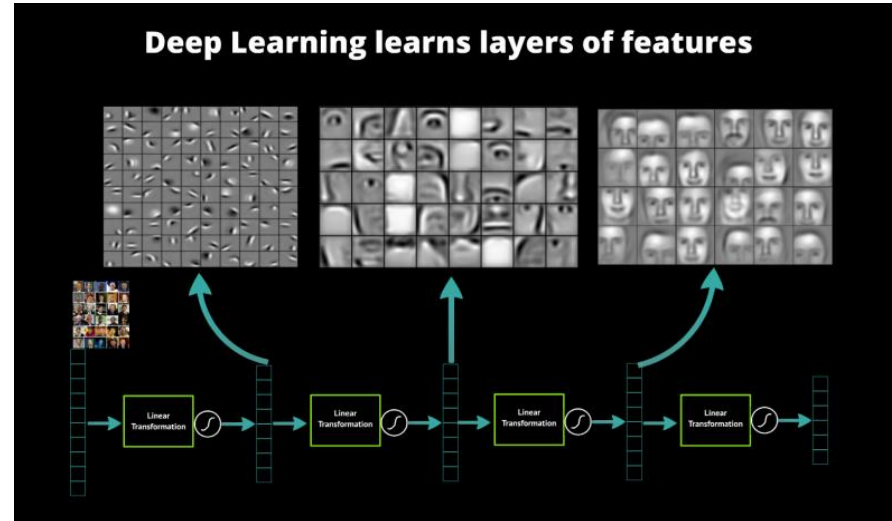 Deep Learning learns layers of features
Linear
Transformation
Linear
Transformation
Linear
Transformation
Linear
Transformation